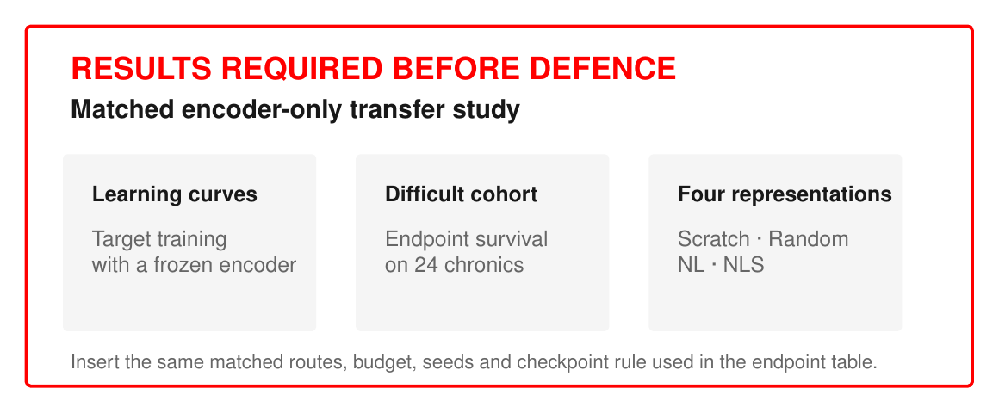 RESULTS REQUIRED BEFORE DEFENCE
Matched encoder-only transfer study
Learning curves
Target training
with a frozen encoder
Difficult cohort
Endpoint survival
on 24 chronics
Four representations
Scratch · Random
NL · NLS
Insert the same matched routes, budget, seeds and checkpoint rule used in the endpoint table.